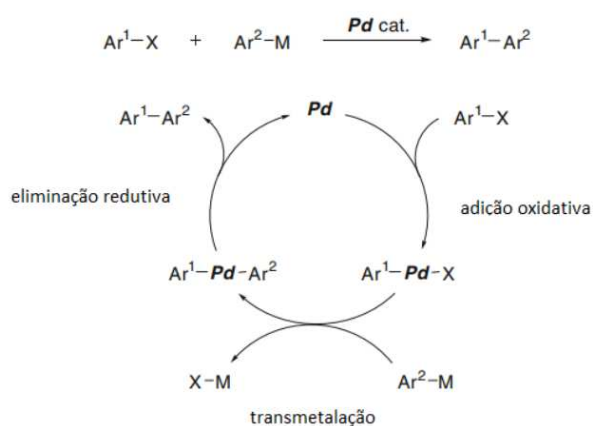 Ar¹–X + Ar²–M Pd cat. Ar¹–Ar²
Ar¹–Ar² Pd Ar¹–X
eliminação redutiva
adição oxidativa
Ar¹–Pd–Ar² Ar¹–Pd–X
X–M Ar²–M
transmetalação